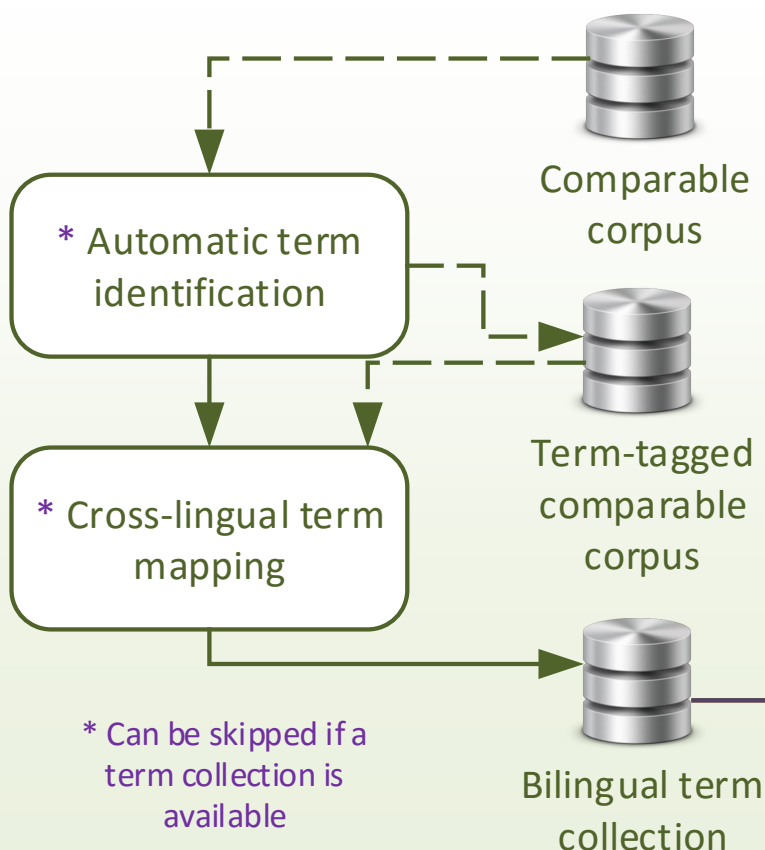 Comparable
corpus
* Automatic term
identification
Term-tagged
comparable
corpus
* Cross-lingual term
mapping
* Can be skipped if a
term collection is
available
Bilingual term
collection